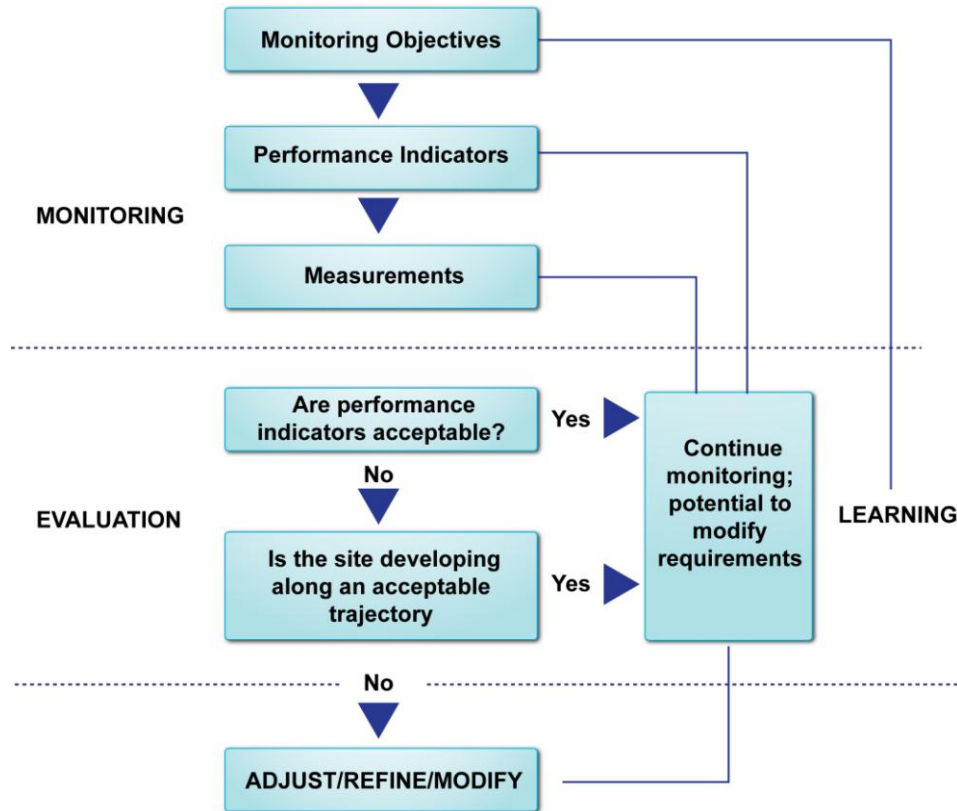 Monitoring Objectives
Performance Indicators
MONITORING
Measurements
Are performance
indicators acceptable?
Yes
No
Continue
monitoring;
potential to
modify
requirements
EVALUATION
LEARNING
Is the site developing
along an acceptable
trajectory
Yes
No
ADJUST/REFINE/MODIFY